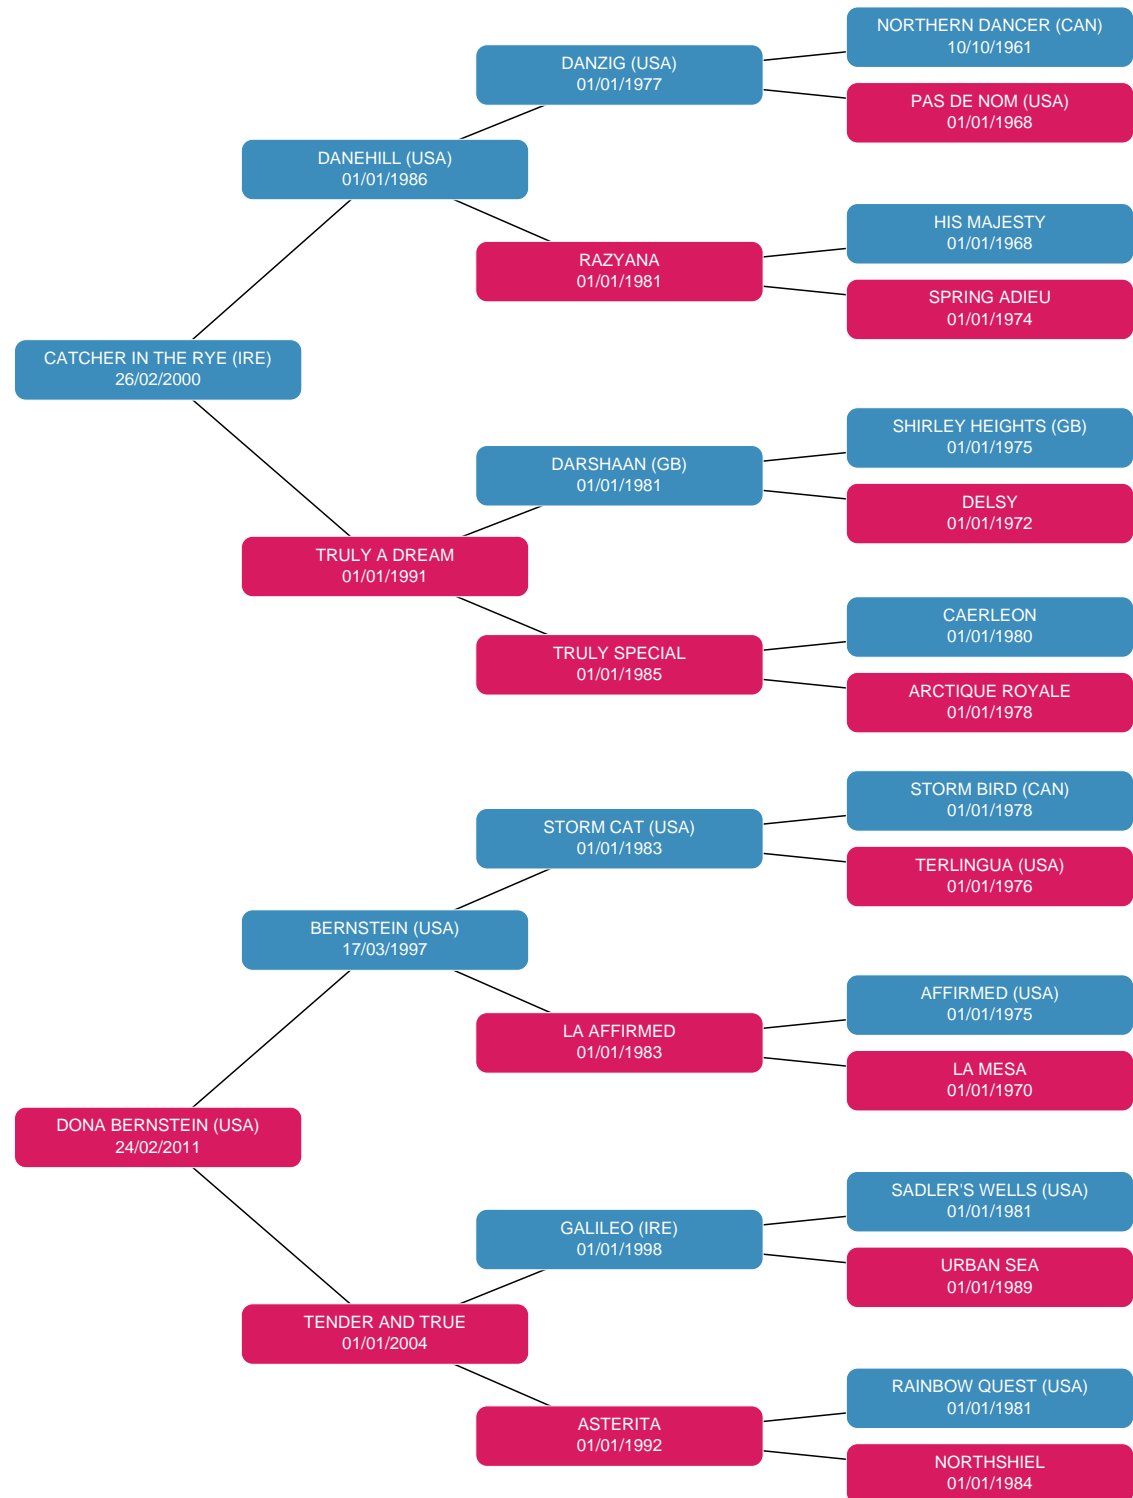 NORTHERN DANCER (CAN)
10/10/1961
DANZIG (USA)
01/01/1977
PAS DE NOM (USA)
01/01/1968
DANEHILL (USA)
01/01/1986
HIS MAJESTY
01/01/1968
RAZYANA
01/01/1981
SPRING ADIEU
01/01/1974
CATCHER IN THE RYE (IRE)
26/02/2000
SHIRLEY HEIGHTS (GB)
01/01/1975
DARSHAAN (GB)
01/01/1981
DELSY
01/01/1972
TRULY A DREAM
01/01/1991
CAERLEON
01/01/1980
TRULY SPECIAL
01/01/1985
ARCTIQUE ROYALE
01/01/1978
STORM BIRD (CAN)
01/01/1978
STORM CAT (USA)
01/01/1983
TERLINGUA (USA)
01/01/1976
BERNSTEIN (USA)
17/03/1997
AFFIRMED (USA)
01/01/1975
LA AFFIRMED
01/01/1983
LA MESA
01/01/1970
DONA BERNSTEIN (USA)
24/02/2011
SADLER'S WELLS (USA)
01/01/1981
GALILEO (IRE)
01/01/1998
URBAN SEA
01/01/1989
TENDER AND TRUE
01/01/2004
RAINBOW QUEST (USA)
01/01/1981
ASTERITA
01/01/1992
NORTHSHIEL
01/01/1984